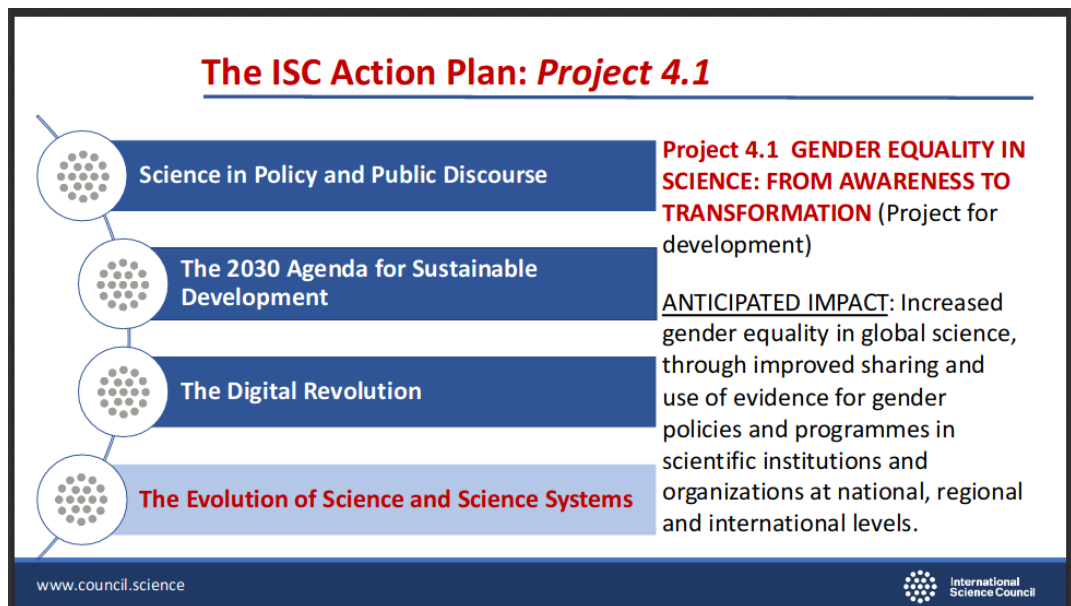 The ISC Action Plan: Project 4.1
Science in Policy and Public Discourse
The 2030 Agenda for Sustainable
Development
The Digital Revolution
The Evolution of Science and Science Systems
Project 4.1 GENDER EQUALITY IN
SCIENCE: FROM AWARENESS TO
TRANSFORMATION (Project for
development)
ANTICIPATED IMPACT: Increased
gender equality in global science,
through improved sharing and
use of evidence for gender
policies and programmes in
scientific institutions and
organizations at national, regional
and international levels.
www.council.science
International
Science Council